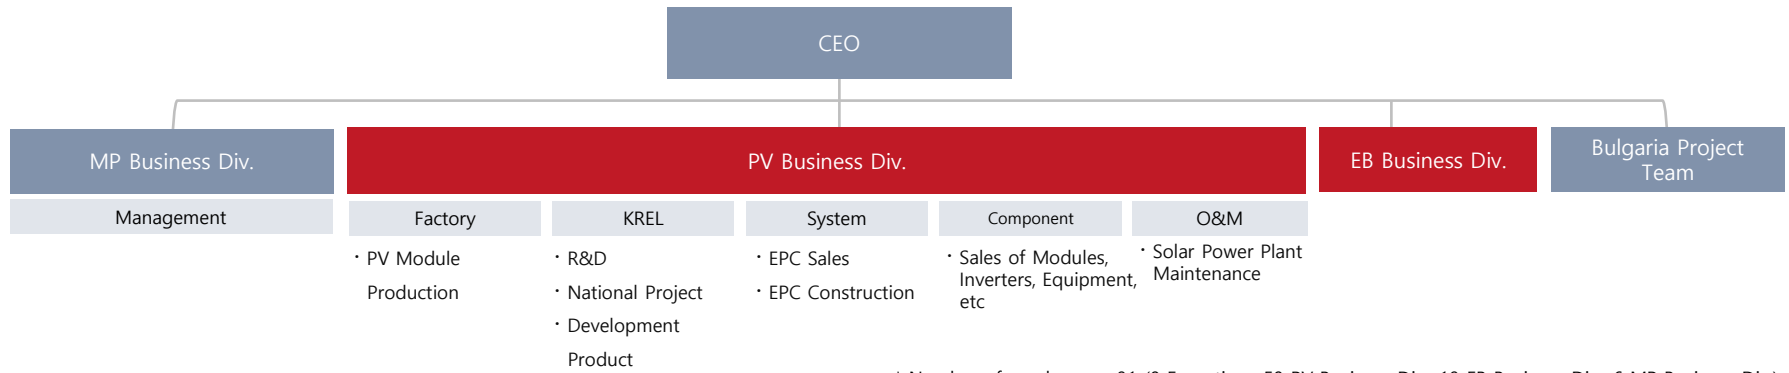 CEO
MP Business Div.
PV Business Div.
EB Business Div.
Bulgaria Project
Team
Management
Factory
KREL
System
Component
O&M
· PV Module
Production
· R&D
· National Project
· Development
Product
· EPC Sales
· EPC Construction
· Sales of Modules,
Inverters, Equipment,
etc
· Solar Power Plant
Maintenance